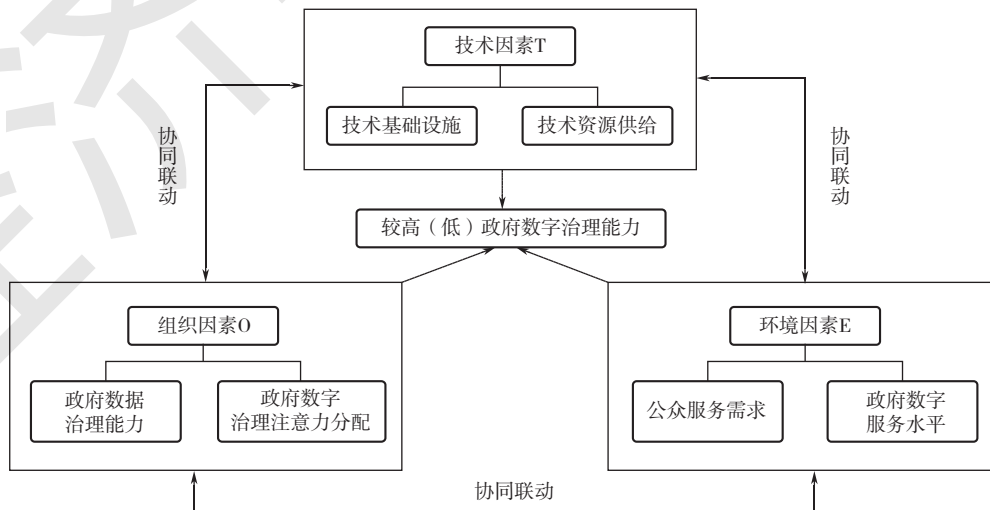 技术因素T
技术基础设施
技术资源供给
协同联动
协同联动
较高（低）政府数字治理能力
组织因素O
环境因素E
政府数据
治理能力
政府数字
治理注意力分配
公众服务需求
政府数字
服务水平
协同联动